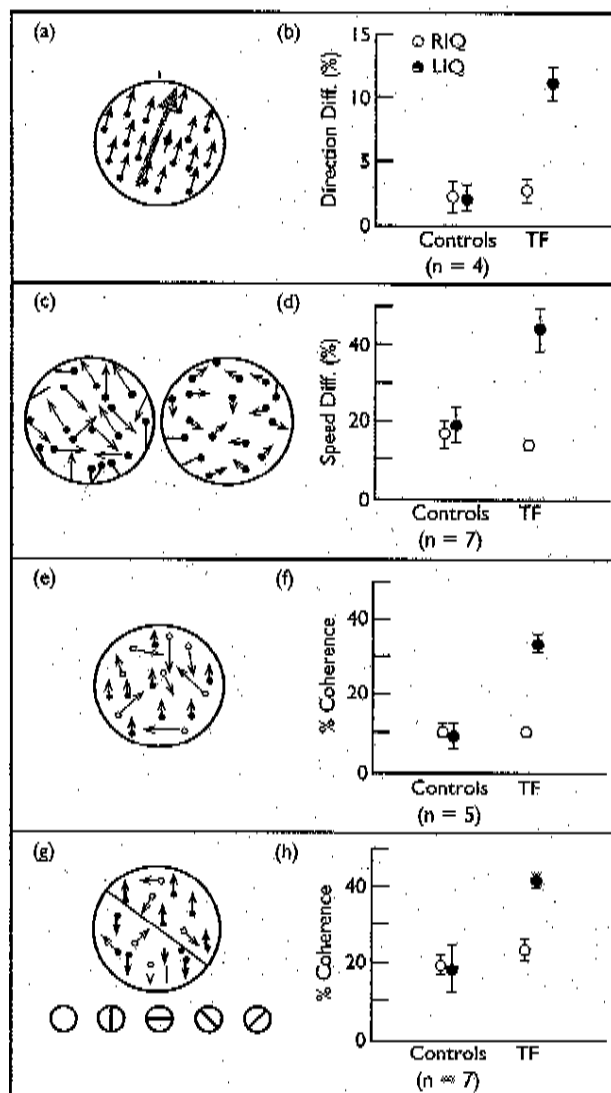 (a)
(b)
15
10
5
0
Direction Diff. (%)
RIQ
LIQ
Controls
TF
(n = 4)
(c)
(d)
40
20
0
Speed Diff. (%)
Controls
TF
(n = 7)
(e)
(f)
40
20
0
% Coherence
Controls
TF
(n = 5)
(g)
(h)
40
20
0
% Coherence
Controls
TF
(n = 7)